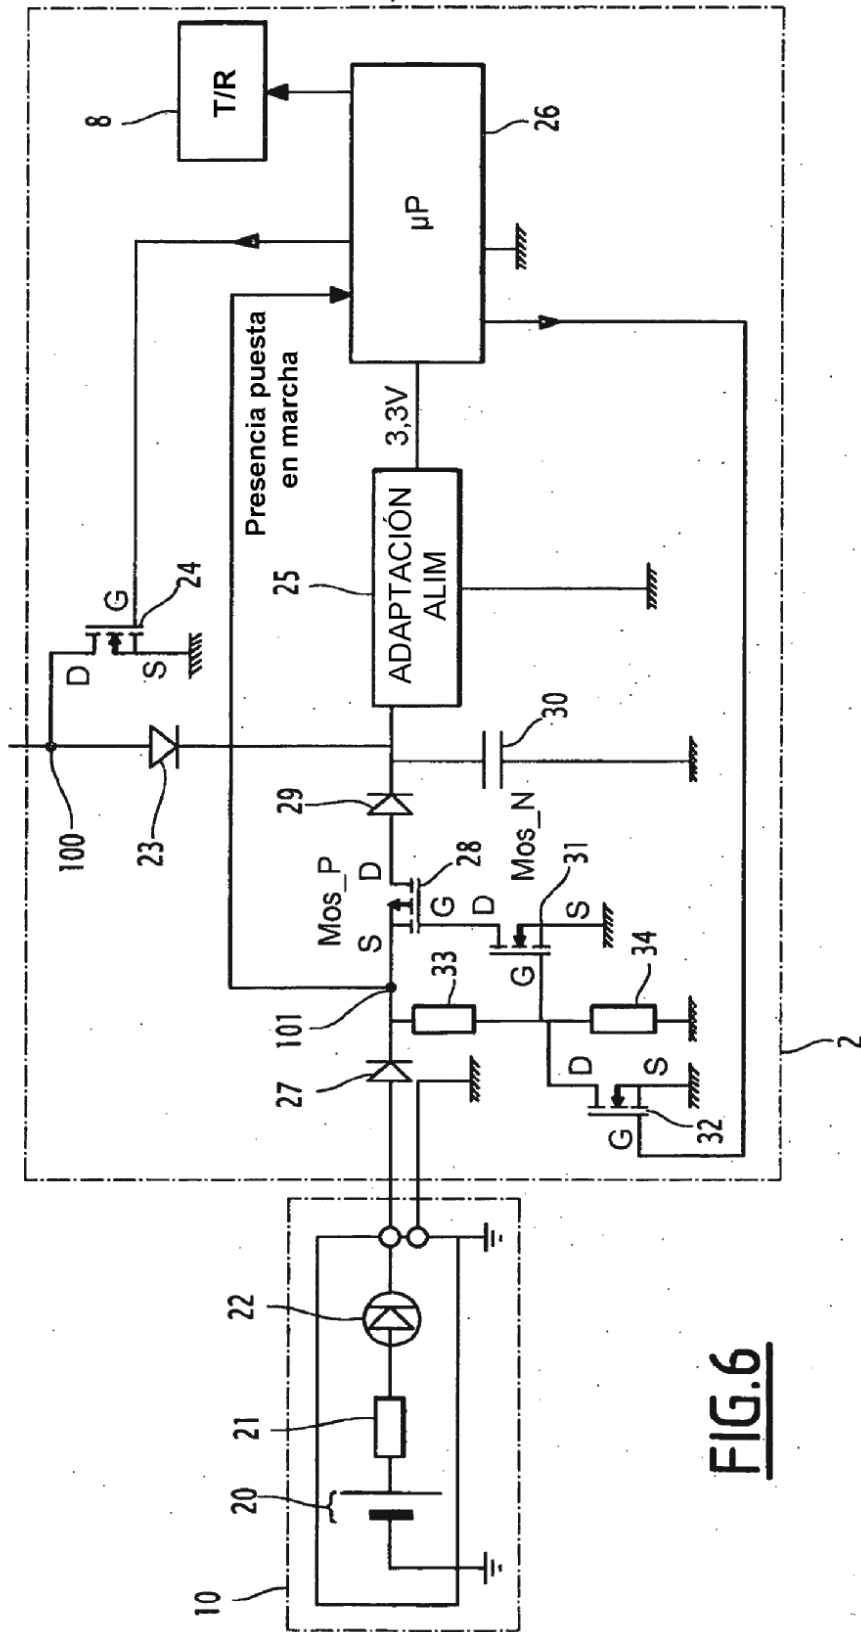 8
T/R
26
µP
Presencia puesta
en marcha
3,3V
24
G
D
S
25
ADAPTACIÓN
ALIM
100
23
29
30
Mos_P
D
S
G
28
Mos_N
D
31
G
S
101
33
34
27
D
S
G
32
2
22
21
20
10
FIG.6